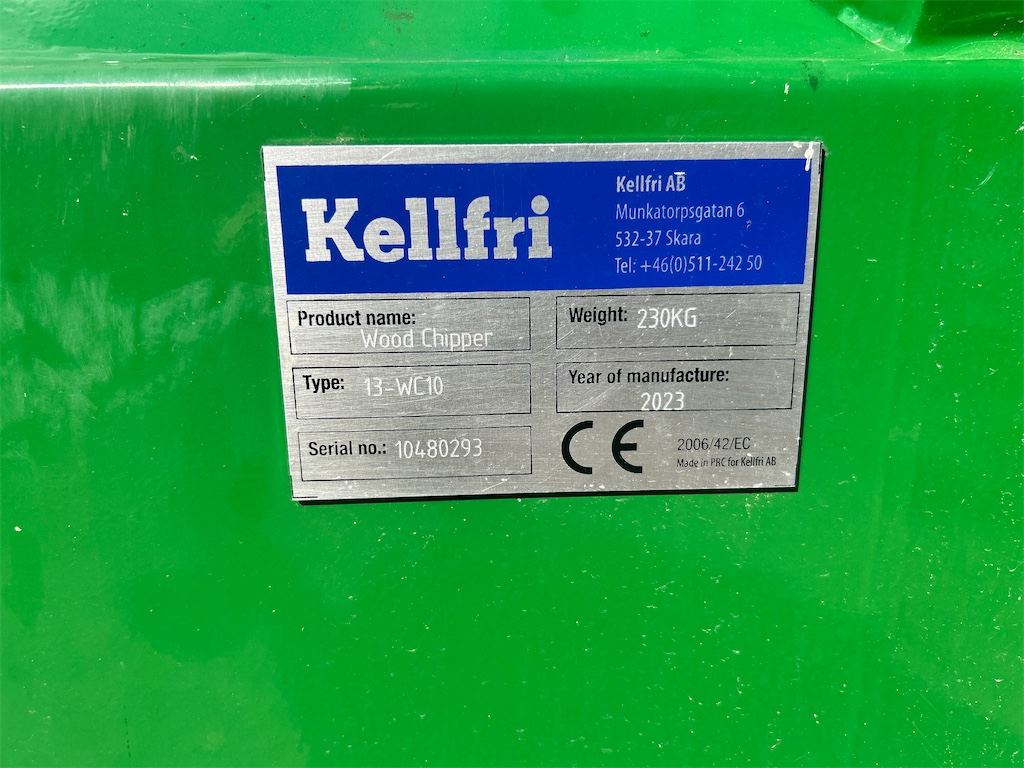 Kellfri
Kellfri AB
Munkatorpsgatan 6
532-37 Skara
Tel: +46(0)511-242 50
Product name:
Wood Chipper
Weight: 230KG
Type: 13-WC10
Year of manufacture:
2023
Serial no.: 10480293
CE 2006/42/EC
Made in PRC for Kellfri AB